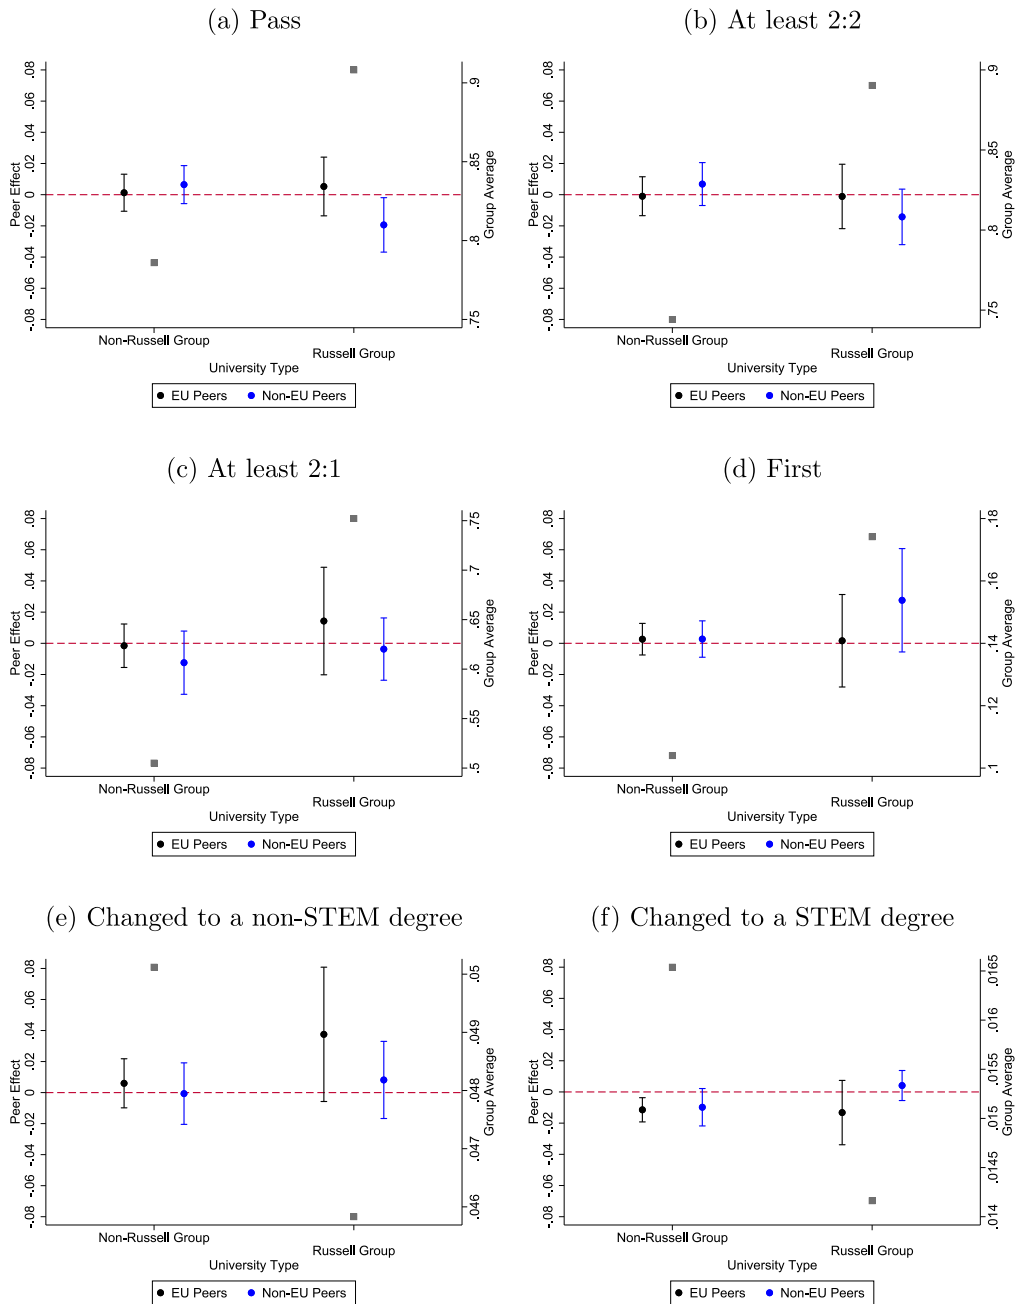 (a) Pass
(b) At least 2:2
Peer Effect
-.08 -.06 -.04 -.02 0 .02 .04 .06 .08
Group Average
.75 .8 .85 .9
Non-Russell Group
Russell Group
University Type
EU Peers Non-EU Peers
Peer Effect
-.08 -.06 -.04 -.02 0 .02 .04 .06 .08
Group Average
.75 .8 .85 .9
Non-Russell Group
Russell Group
University Type
EU Peers Non-EU Peers
(c) At least 2:1
(d) First
Peer Effect
-.08 -.06 -.04 -.02 0 .02 .04 .06 .08
Group Average
.5 .55 .6 .65 .7 .75
Non-Russell Group
Russell Group
University Type
EU Peers Non-EU Peers
Peer Effect
-.08 -.06 -.04 -.02 0 .02 .04 .06 .08
Group Average
.1 .12 .14 .16 .18
Non-Russell Group
Russell Group
University Type
EU Peers Non-EU Peers
(e) Changed to a non-STEM degree
(f) Changed to a STEM degree
Peer Effect
-.08 -.06 -.04 -.02 0 .02 .04 .06 .08
Group Average
.046 .047 .048 .049 .05
Non-Russell Group
Russell Group
University Type
EU Peers Non-EU Peers
Peer Effect
-.08 -.06 -.04 -.02 0 .02 .04 .06 .08
Group Average
.014 .0145 .015 .0155 .016 .0165
Non-Russell Group
Russell Group
University Type
EU Peers Non-EU Peers